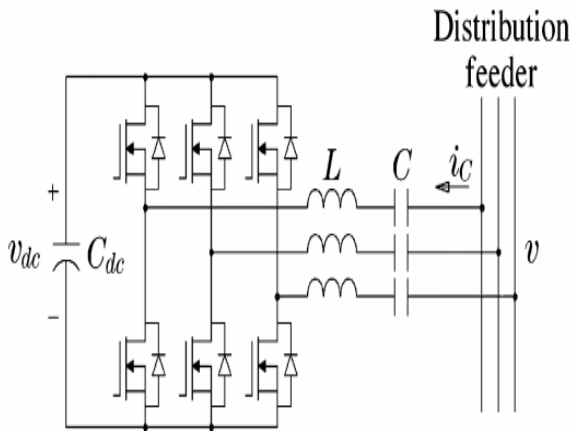 Distribution
feeder
L C i_C
+
v_dc C_dc v
−